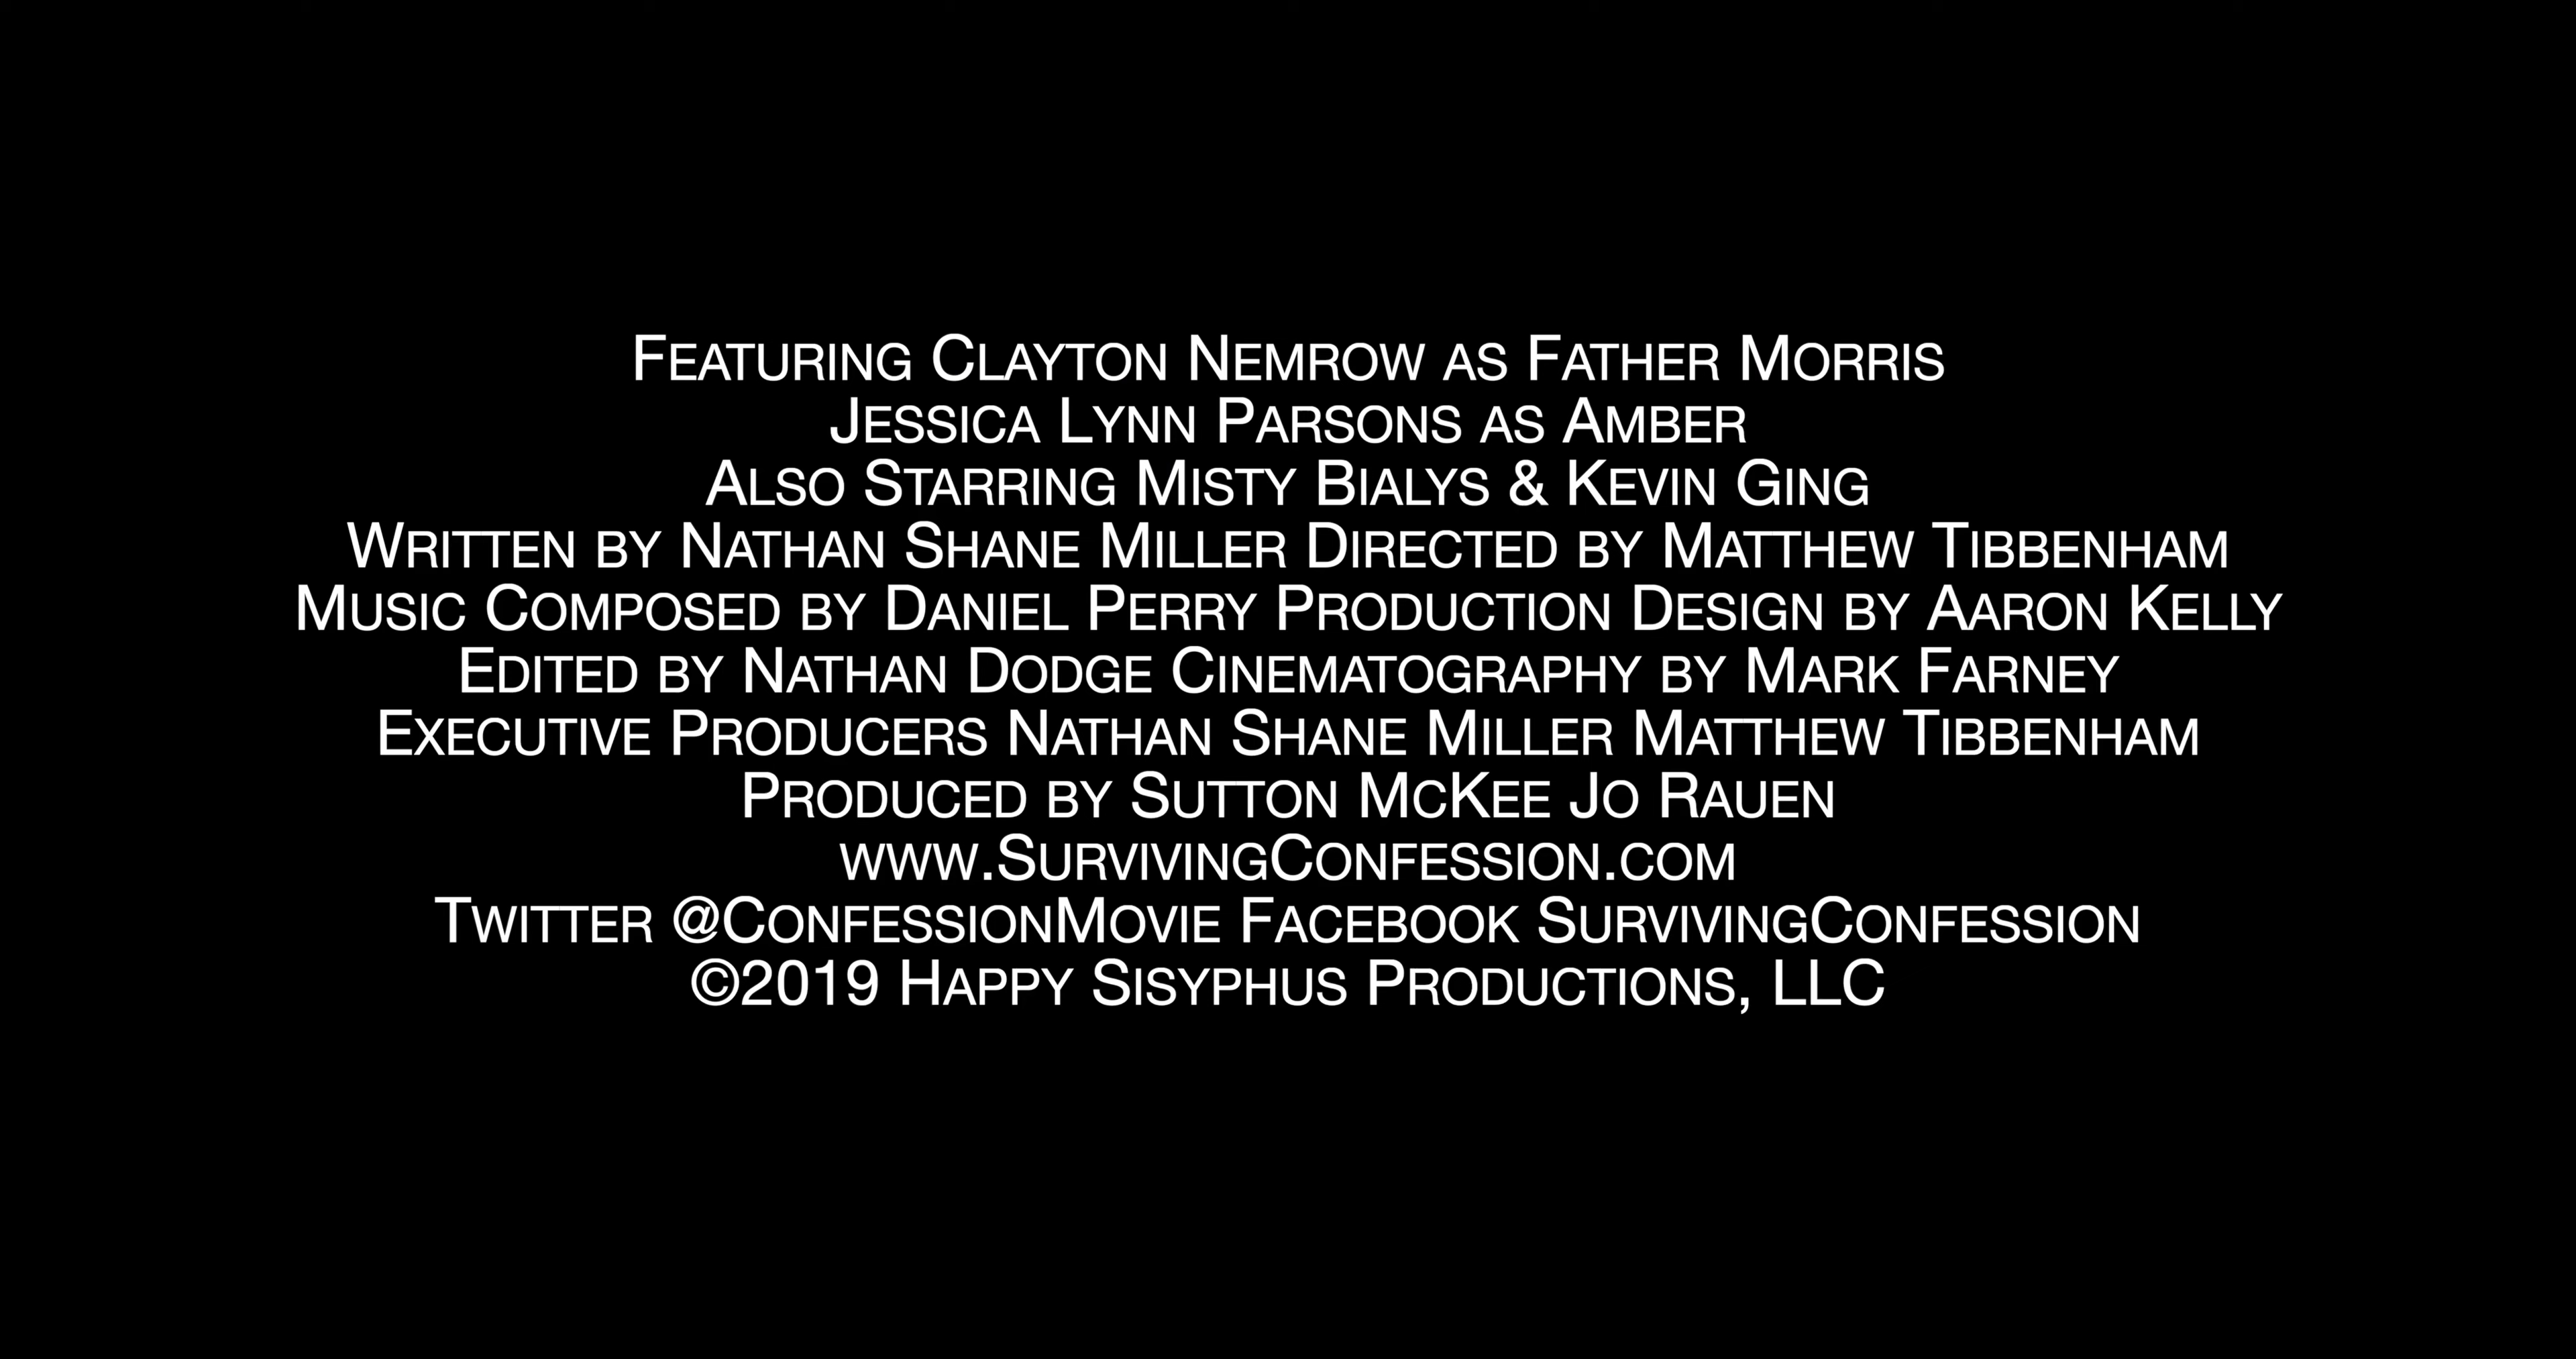 Featuring Clayton Nemrow as Father Morris
Jessica Lynn Parsons as Amber
Also Starring Misty Bialys & Kevin Ging
Written by Nathan Shane Miller Directed by Matthew Tibbenham
Music Composed by Daniel Perry Production Design by Aaron Kelly
Edited by Nathan Dodge Cinematography by Mark Farney
Executive Producers Nathan Shane Miller Matthew Tibbenham
Produced by Sutton McKee Jo Rauen
www.SurvivingConfession.com
Twitter @ConfessionMovie Facebook SurvivingConfession
©2019 Happy Sisyphus Productions, LLC